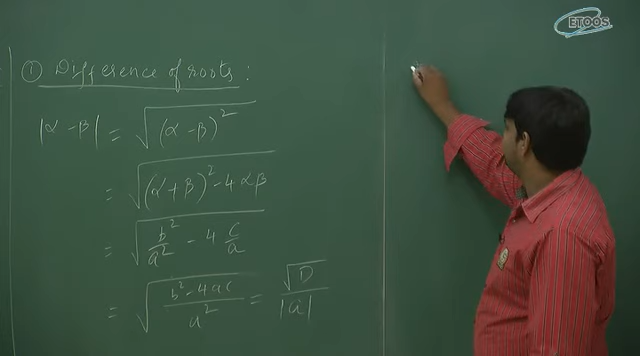 ETOOS
① Difference of roots :
|α - β| = √(α - β)²
= √(α + β)² - 4αβ
= √b²/a² - 4 c/a
= √(b² - 4ac)/a² = √D/|a|